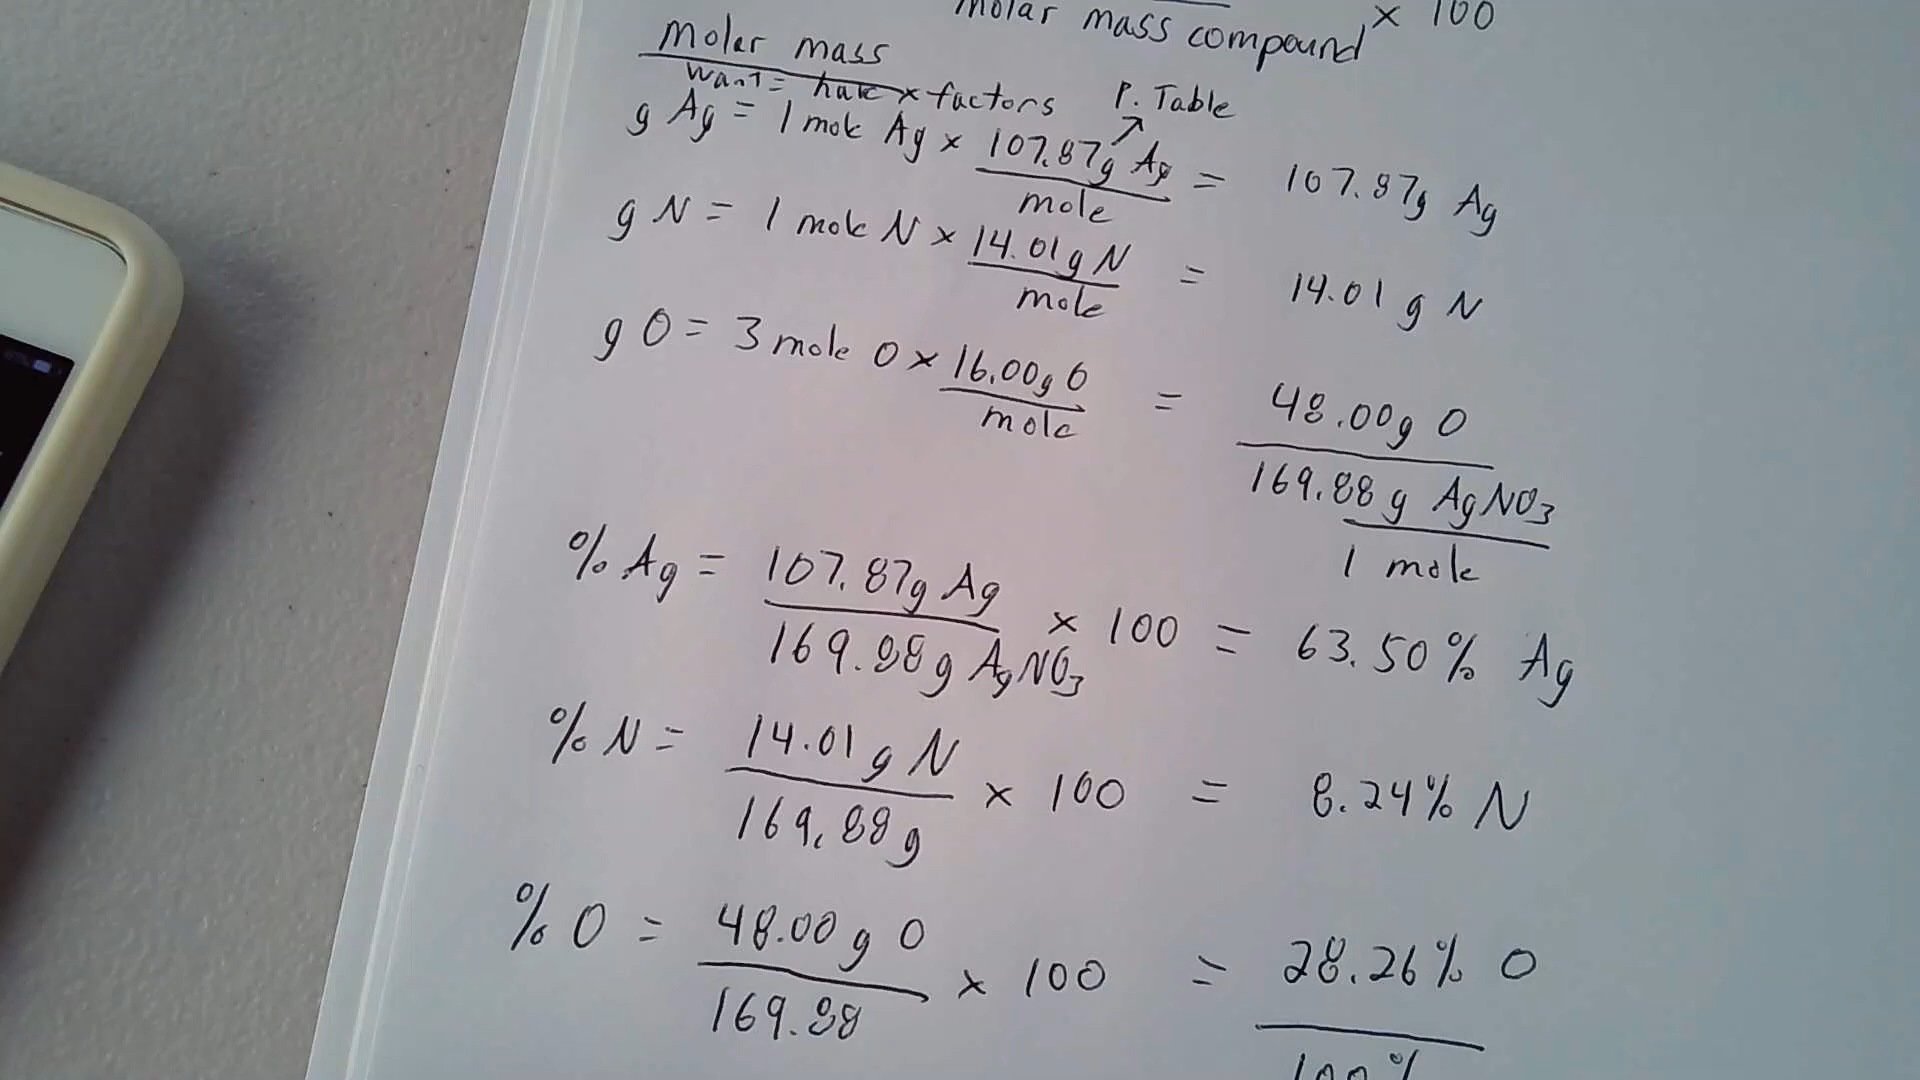 molar mass compound × 100
molar mass
want = have × factors P. Table
g Ag = 1 mole Ag × 107.87g Ag = 107.87g Ag
mole
g N = 1 mole N × 14.01 g N = 14.01 g N
mole
g O = 3 mole O × 16.00g O = 48.00g O
mole
169.88 g AgNO₃
1 mole
% Ag = 107.87g Ag × 100 = 63.50% Ag
169.88g AgNO₃
% N = 14.01 g N × 100 = 8.24% N
169.88 g
% O = 48.00 g O × 100 = 28.26% O
169.88
100%